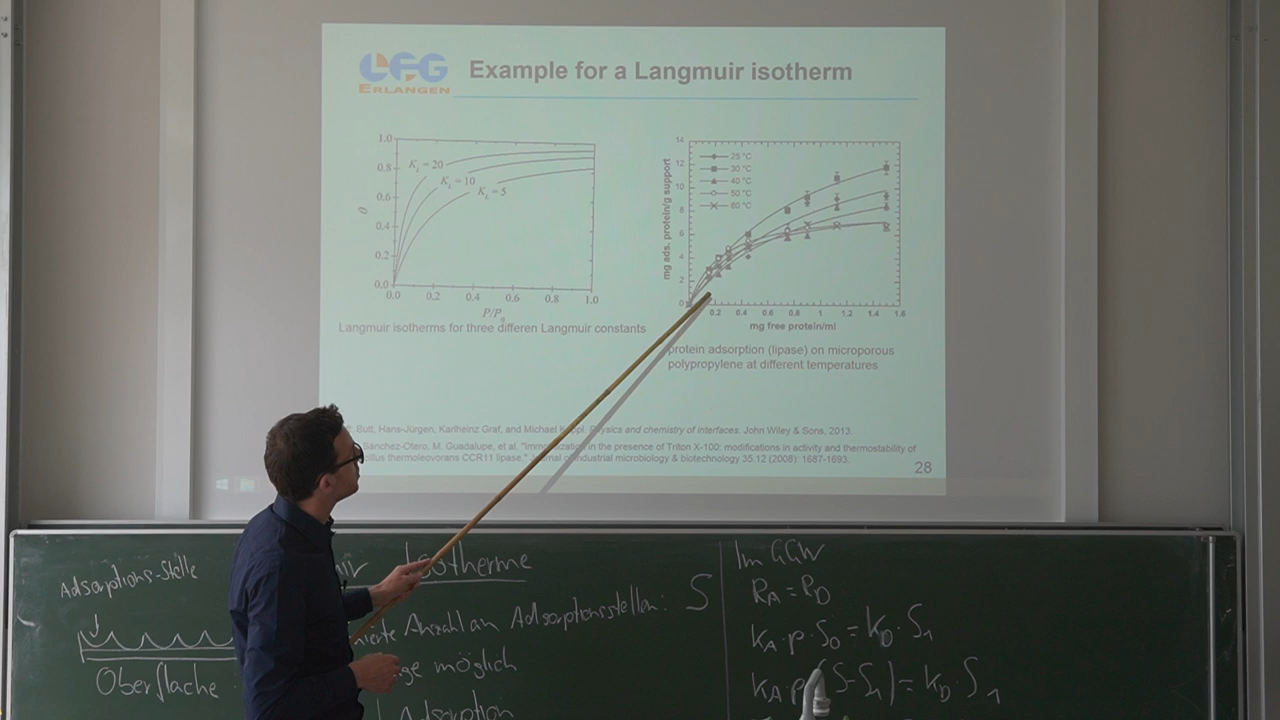 LFG
ERLANGEN
Example for a Langmuir isotherm
1.0
0.8
0.6
0.4
0.2
0.0
θ
K = 20
K = 10
K = 5
0.0 0.2 0.4 0.6 0.8 1.0
P/P
Langmuir isotherms for three differen Langmuir constants
14
12
10
8
6
4
2
0
mg ads. protein/g support
25 °C
30 °C
40 °C
50 °C
60 °C
0.2 0.4 0.6 0.8 1 1.2 1.4 1.6
mg free protein/ml
protein adsorption (lipase) on microporous
polypropylene at different temperatures
Butt, Hans-Jürgen, Karlheinz Graf, and Michael Physics and chemistry of interfaces. John Wiley & Sons, 2013.
Sánchez-Otero, M. Guadalupe, et al. in the presence of Triton X-100: modifications in activity and thermostability of
thermoleovorans CCR11 lipase." Journal of industrial microbiology & biotechnology 35.12 (2008): 1687-1693.
28
Adsorptions-Stelle
Oberfläche
Isotherme
Anzahl an Adsorptionsstellen: S
möglich
Adsorption
Im GGW
R_A = R_D
k_A · p · S_0 = k_D · S_1
k_A p (S-S_1) = k_D · S_1